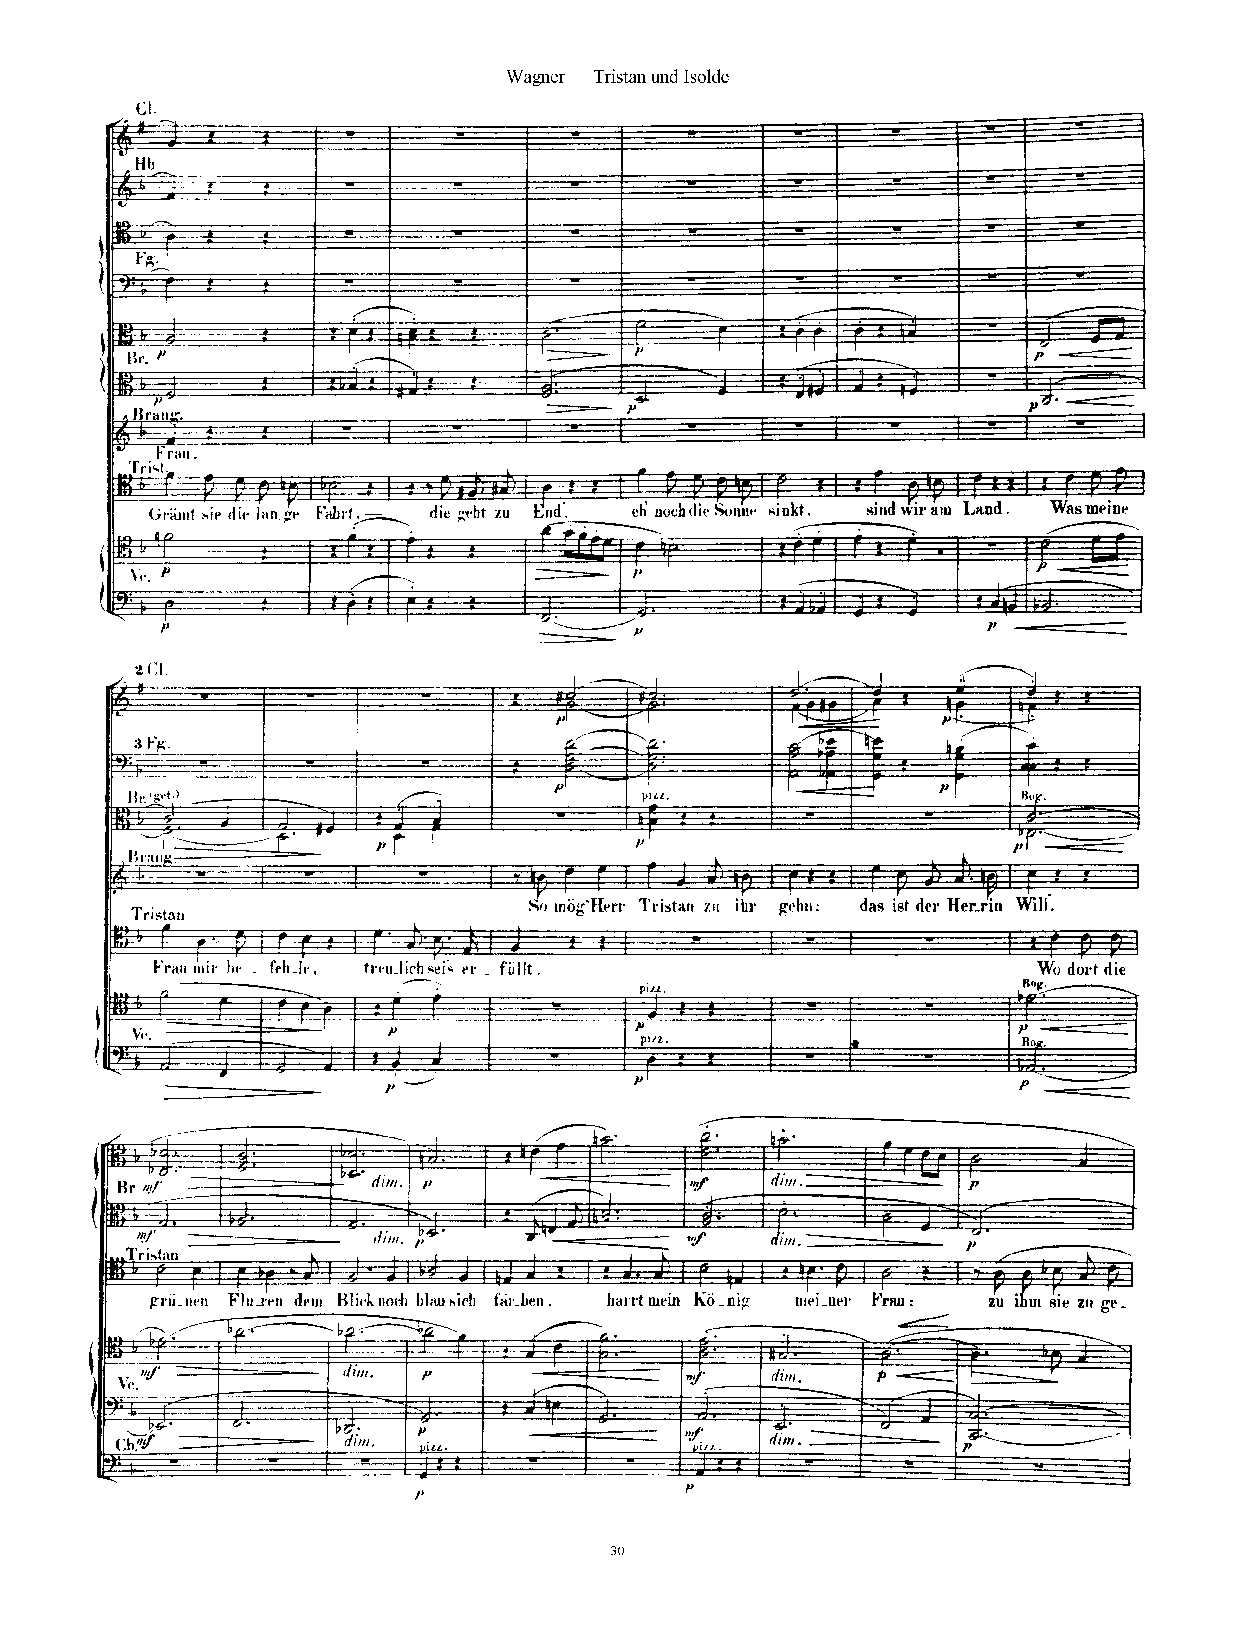 Wagner Tristan und Isolde
Cl.
Hb
Fg.
p
Br.
p
p
p
p
p
Brang.
Frau.
Trist.
Grämt sie die lan_ge Fahrt, die geht zu End', eh' noch die Sonne sinkt, sind wir am Land. Was meine
Vc. p
p
p
p
p
p
2 Cl.
p
p
3 Fg.
p
p
Br. (get.)
pizz.
Bog.
p
p
p
Brang
So mög' Herr Tristan zu ihr gehn: das ist der Her_rin Will'.
Tristan
Frau mir be_feh_le, treu_lich sei's er_füllt. Wo dort die
pizz.
Bog.
Vc.
p
p
p
pizz.
Bog.
p
p
p
Br mf
dim. p
mf
dim.
p
mf
dim. p
mf
dim.
p
Tristan
grü_nen Flu_ren dem Blick noch blau sich fär_ben, harrt mein Kö_nig mei_ner Frau: zu ihm sie zu ge_
mf
dim.
p
mf
dim.
p
Vc.
mf
dim.
p
mf
dim.
p
Cb.
pizz.
pizz.
p
p
30